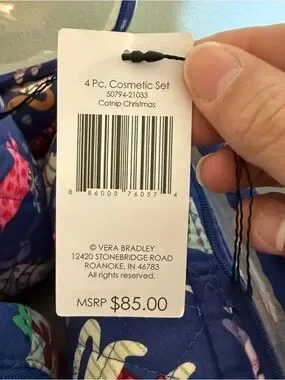 4 Pc. Cosmetic Set
50794-21033
Catnip Christmas
8 86003 76057 4
© VERA BRADLEY
12420 STONEBRIDGE ROAD
ROANOKE, IN 46783
All rights reserved.
MSRP $85.00